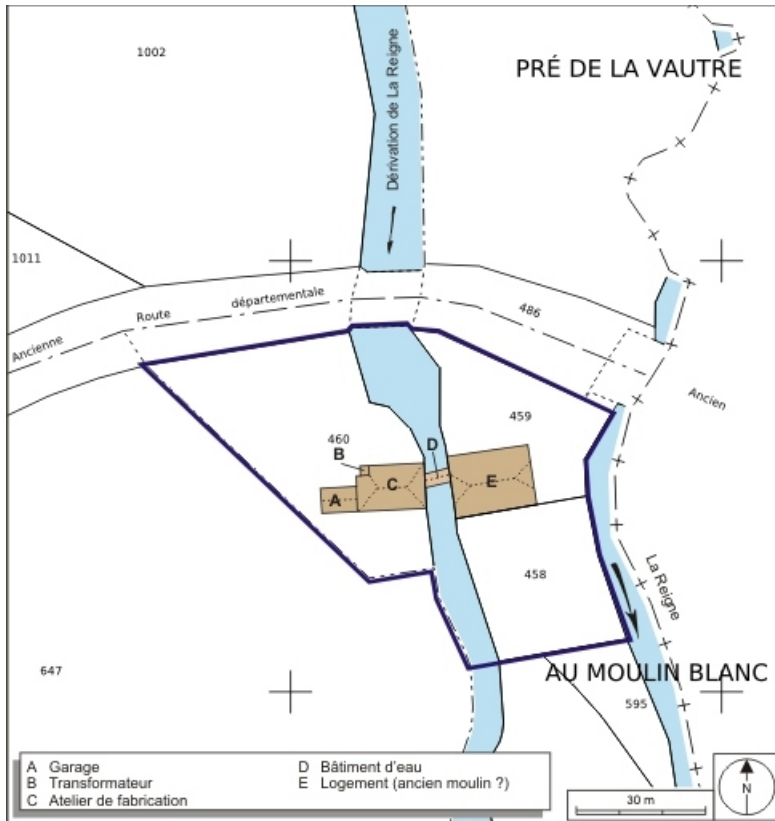 1002
PRÉ DE LA VAUTRE
Dérivation de La Reigne
1011
Ancienne Route départementale
486
Ancien
459
460
B
D
A
C
E
458
La Reigne
647
AU MOULIN BLANC
595
A Garage
B Transformateur
C Atelier de fabrication
D Bâtiment d'eau
E Logement (ancien moulin ?)
30 m
N